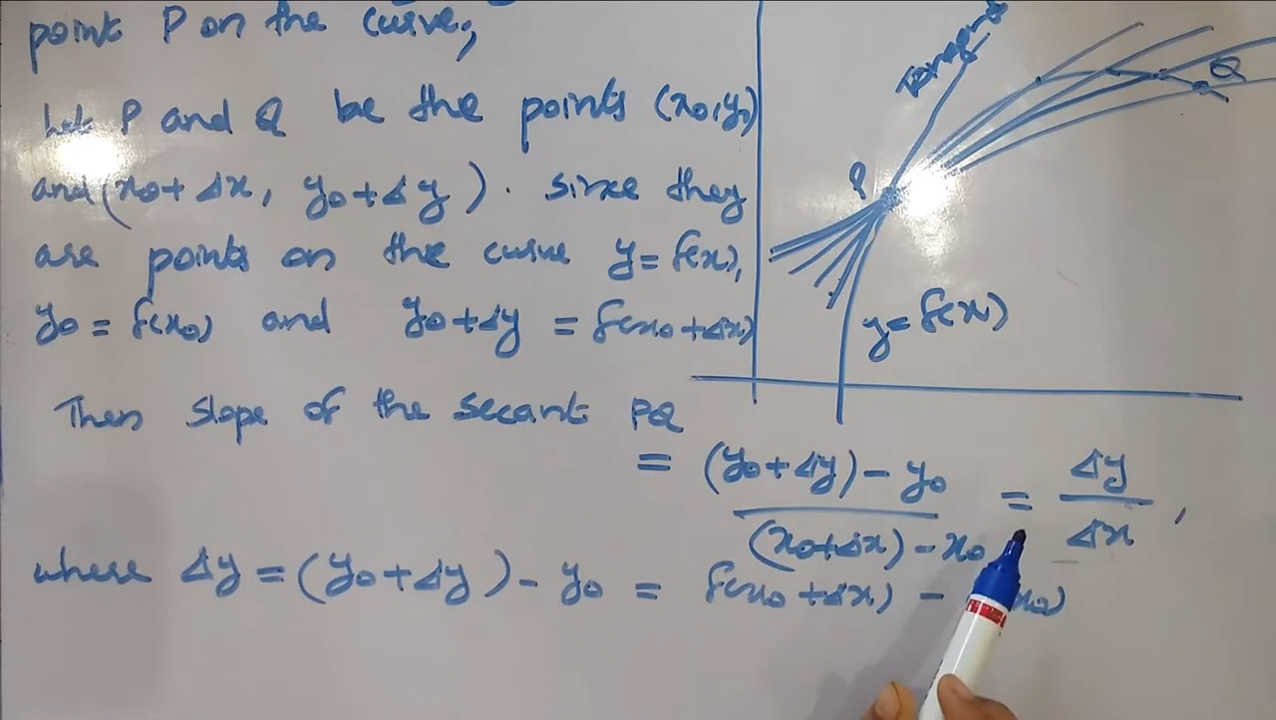 point P on the curve,
Let P and Q be the points (x₀,y₀)
and (x₀+Δx, y₀+Δy). since they
are points on the curve y = f(x),
y₀ = f(x₀) and y₀+Δy = f(x₀+Δx)
Then slope of the secant PQ
= (y₀+Δy) - y₀ / (x₀+Δx) - x₀ = Δy / Δx ,
where Δy = (y₀+Δy) - y₀ = f(x₀+Δx) - x₀)
Tangent
Q
P
y = f(x)